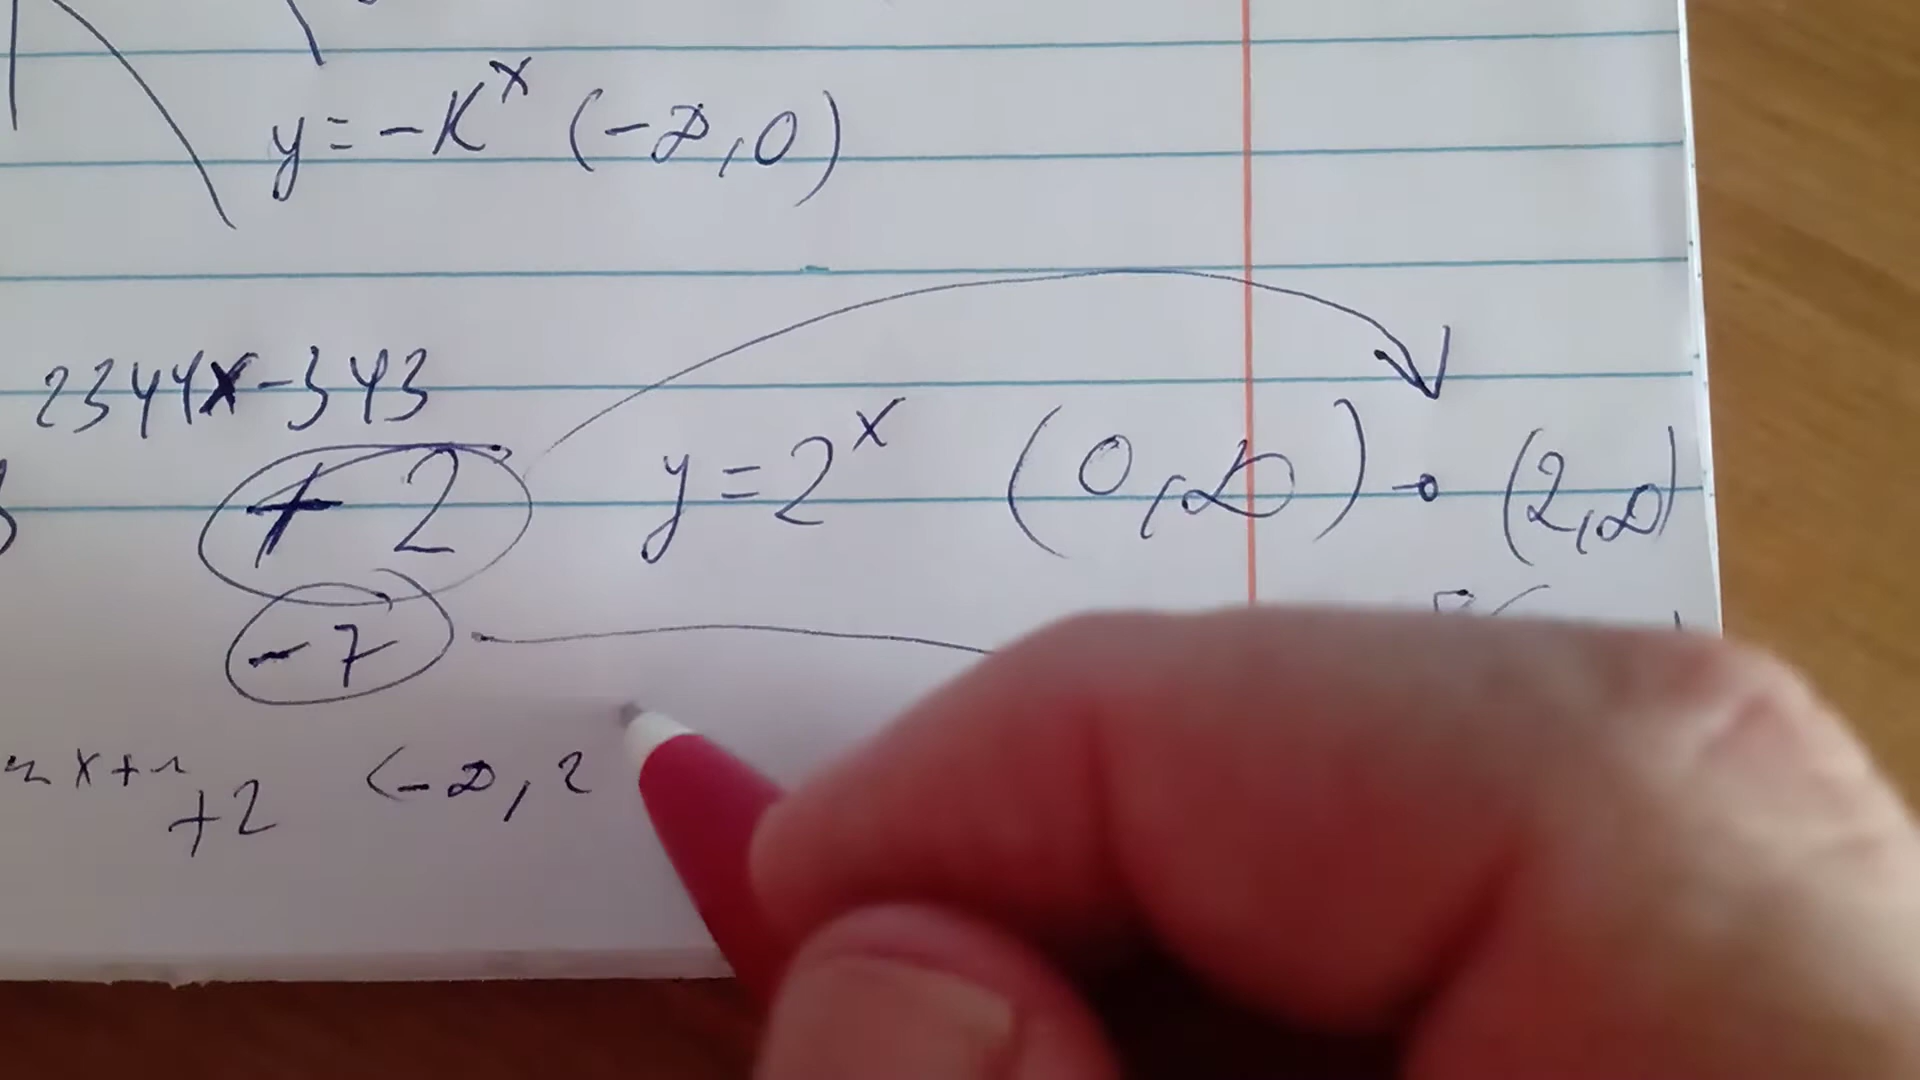 y = -K^x (-∞, 0)
2344x-343
+ 2 y = 2^x (0, ∞) → (2, ∞)
- 7
x + +2 (-∞, 2